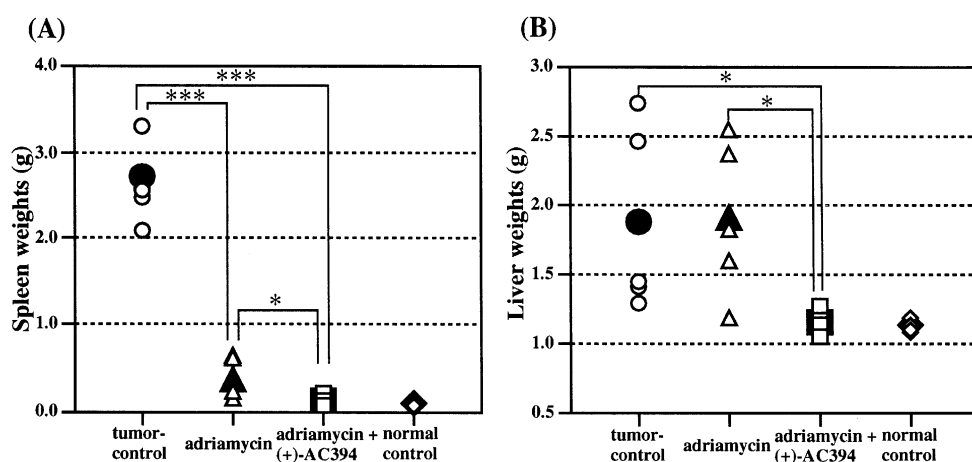 (A)
Spleen weights (g)
4.0
3.0
2.0
1.0
0.0
***
***
*
tumor-
control
adriamycin
adriamycin +
(+)-AC394
normal
control
(B)
Liver weights (g)
3.0
2.5
2.0
1.5
1.0
0.5
*
*
tumor-
control
adriamycin
adriamycin +
(+)-AC394
normal
control